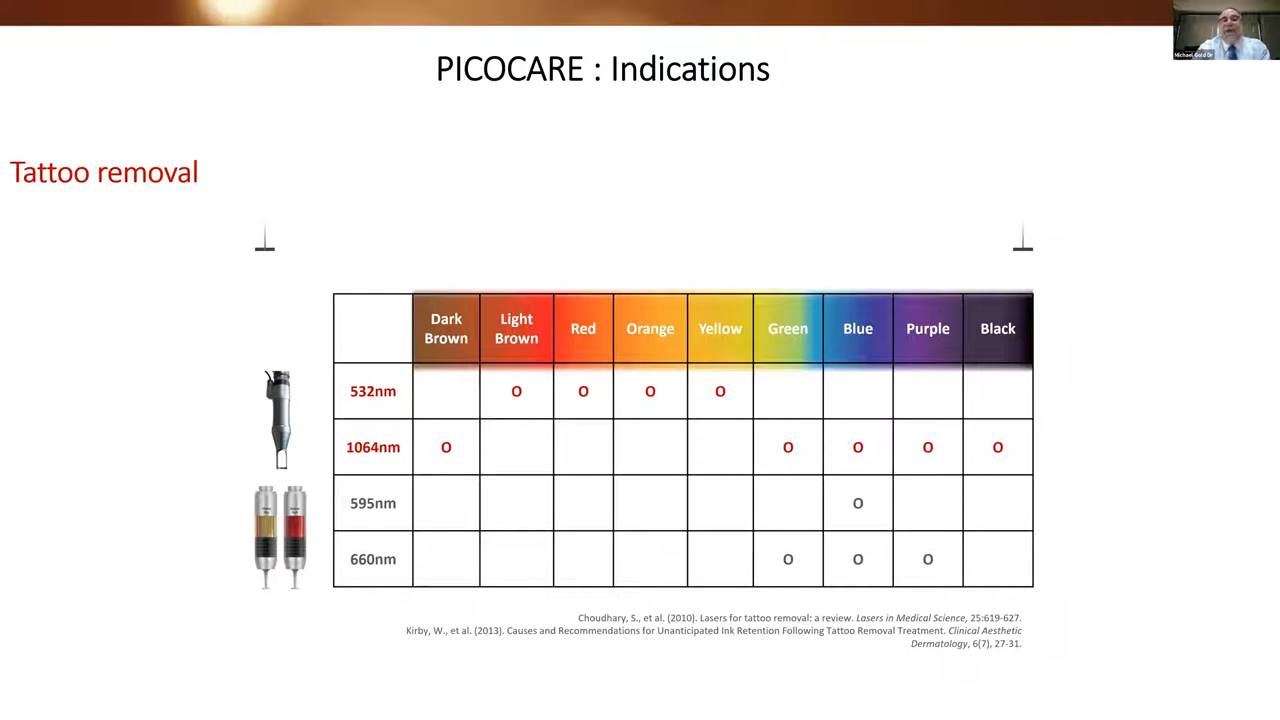 PICOCARE : Indications
Michael Gold Dr
Tattoo removal
Dark Brown Light Brown Red Orange Yellow Green Blue Purple Black
532nm O O O O
1064nm O O O O O
595nm O
660nm O O O
Choudhary, S., et al. (2010). Lasers for tattoo removal: a review. Lasers in Medical Science, 25:619-627.
Kirby, W., et al. (2013). Causes and Recommendations for Unanticipated Ink Retention Following Tattoo Removal Treatment. Clinical Aesthetic
Dermatology, 6(7), 27-31.